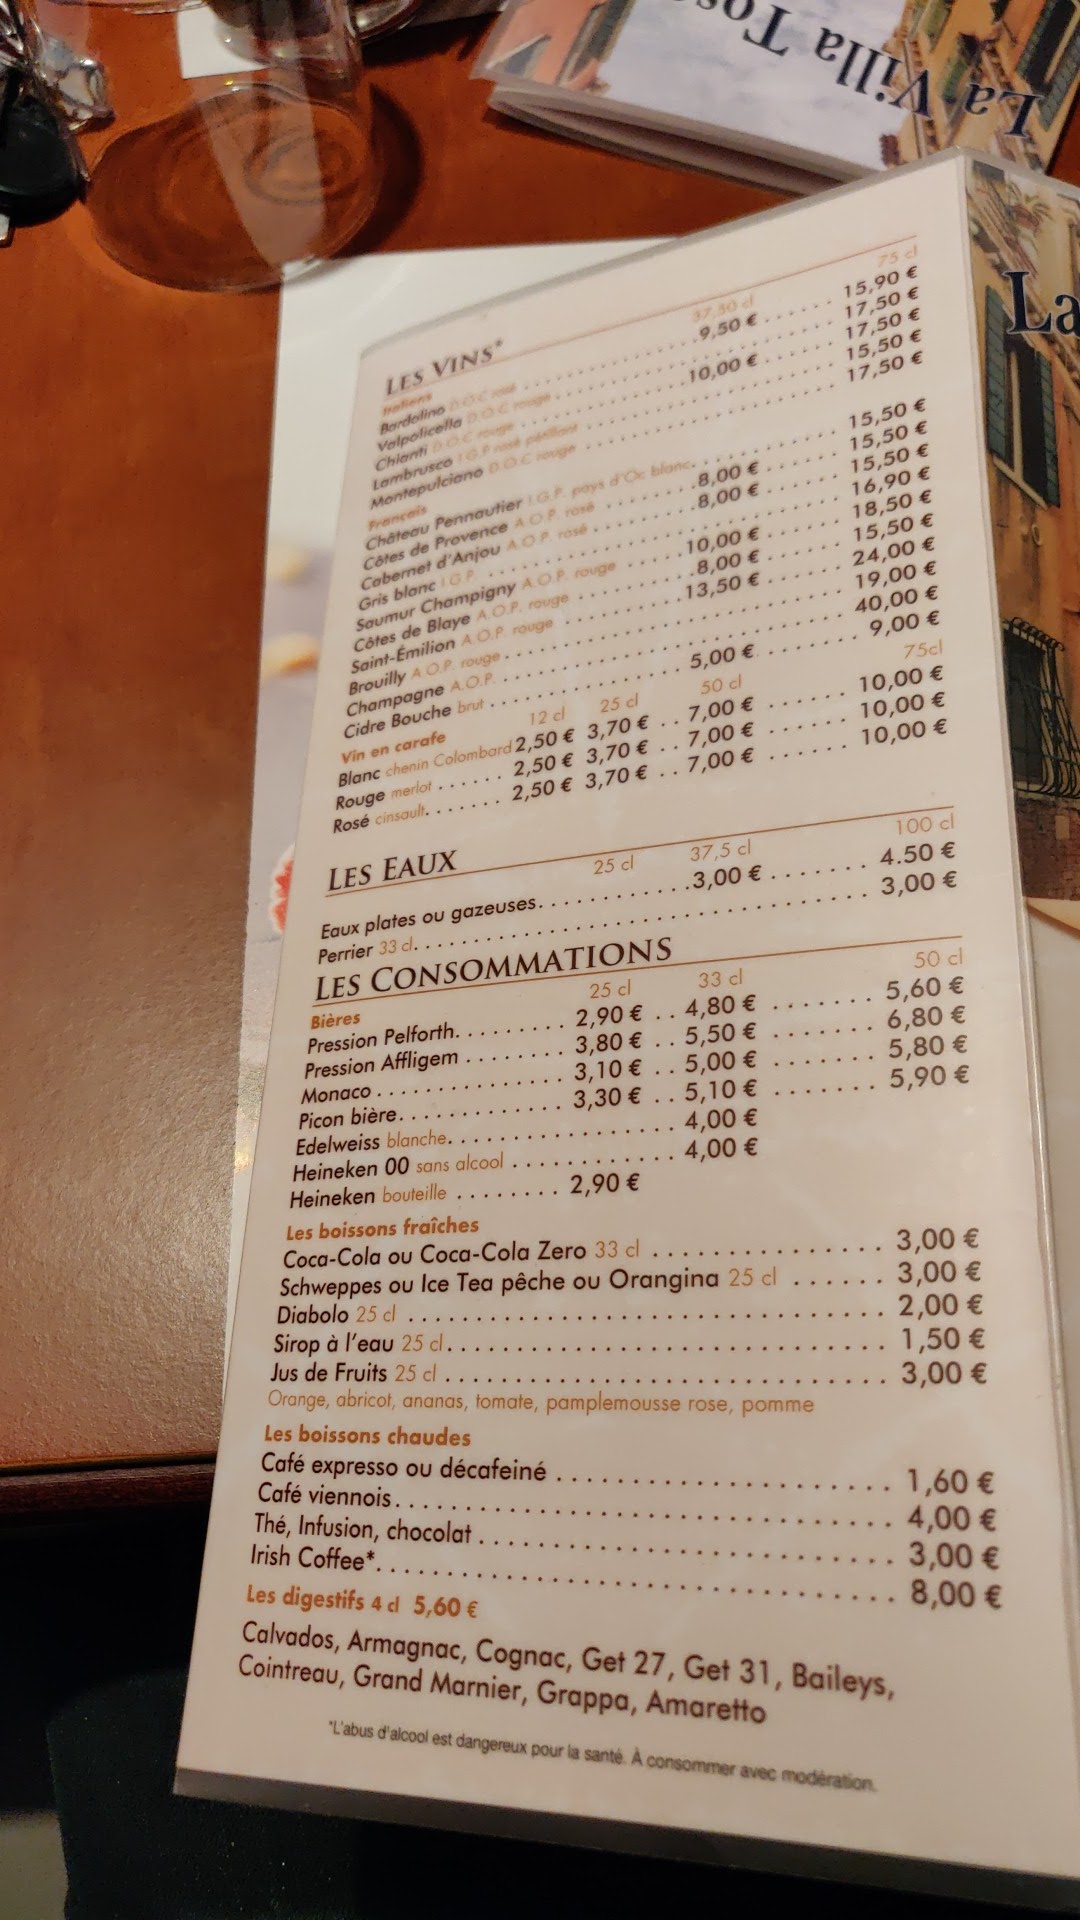 La Villa Tos
La
LES VINS*
37,50 cl 75 cl
Italiens
Bardolino D.O.C rosé 9,50 € 15,90 €
Valpolicella D.O.C rouge 17,50 €
Chianti D.O.C rouge 10,00 € 17,50 €
Lambrusco I.G.P rosé pétillant 15,50 €
Montepulciano D.O.C rouge 17,50 €
Français
Château Pennautier I.G.P. pays d'Oc blanc. 15,50 €
Côtes de Provence A.O.P. rosé 8,00 € 15,50 €
Cabernet d'Anjou A.O.P. rosé 8,00 € 15,50 €
Gris blanc I.G.P. 16,90 €
Saumur Champigny A.O.P. rouge 10,00 € 18,50 €
Côtes de Blaye A.O.P. rouge 8,00 € 15,50 €
Saint-Émilion A.O.P. rouge 13,50 € 24,00 €
Brouilly A.O.P. rouge 19,00 €
Champagne A.O.P. 40,00 €
Cidre Bouche brut 5,00 € 9,00 €
Vin en carafe 12 cl 25 cl 50 cl 75cl
Blanc chenin Colombard 2,50 € 3,70 € 7,00 € 10,00 €
Rouge merlot 2,50 € 3,70 € 7,00 € 10,00 €
Rosé cinsault. 2,50 € 3,70 € 7,00 € 10,00 €
LES EAUX
25 cl 37,5 cl 100 cl
Eaux plates ou gazeuses. 3,00 € 4.50 €
Perrier 33 cl. 3,00 €
LES CONSOMMATIONS
Bières 25 cl 33 cl 50 cl
Pression Pelforth. 2,90 € 4,80 € 5,60 €
Pression Affligem 3,80 € 5,50 € 6,80 €
Monaco 3,10 € 5,00 € 5,80 €
Picon bière. 3,30 € 5,10 € 5,90 €
Edelweiss blanche. 4,00 €
Heineken 00 sans alcool 4,00 €
Heineken bouteille 2,90 €
Les boissons fraîches
Coca-Cola ou Coca-Cola Zero 33 cl 3,00 €
Schweppes ou Ice Tea pêche ou Orangina 25 cl 3,00 €
Diabolo 25 cl 2,00 €
Sirop à l'eau 25 cl. 1,50 €
Jus de Fruits 25 cl 3,00 €
Orange, abricot, ananas, tomate, pamplemousse rose, pomme
Les boissons chaudes
Café expresso ou décafeiné 1,60 €
Café viennois. 4,00 €
Thé, Infusion, chocolat 3,00 €
Irish Coffee*. 8,00 €
Les digestifs 4 cl 5,60 €
Calvados, Armagnac, Cognac, Get 27, Get 31, Baileys,
Cointreau, Grand Marnier, Grappa, Amaretto
*L'abus d'alcool est dangereux pour la santé. À consommer avec modération.